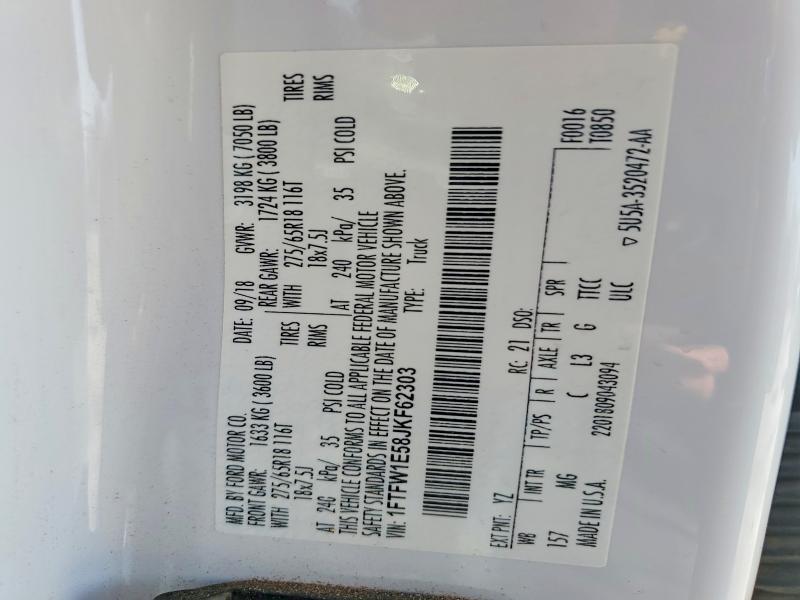 MFD. BY FORD MOTOR CO. DATE: 09/18 GVWR: 3198 KG ( 7050 LB)
FRONT GAWR: 1633 KG ( 3600 LB) REAR GAWR: 1724 KG ( 3800 LB)
WITH 275/65R18 116T TIRES WITH 275/65R18 116T TIRES
18x7.5J RIMS 18x7.5J RIMS
AT 240 kPa/ 35 PSI COLD AT 240 kPa/ 35 PSI COLD
THIS VEHICLE CONFORMS TO ALL APPLICABLE FEDERAL MOTOR VEHICLE
SAFETY STANDARDS IN EFFECT ON THE DATE OF MANUFACTURE SHOWN ABOVE.
VIN: 1FTFW1E58JKF62303 TYPE: Truck
EXT PNT: YZ RC: 21 DSO: F0016
T0850
WB INT TR TP/PS R AXLE TR SPR
157 MG C L3 G TTCC
ULC
MADE IN U.S.A. 2201809043094 ▽ 5U5A-3520472-AA